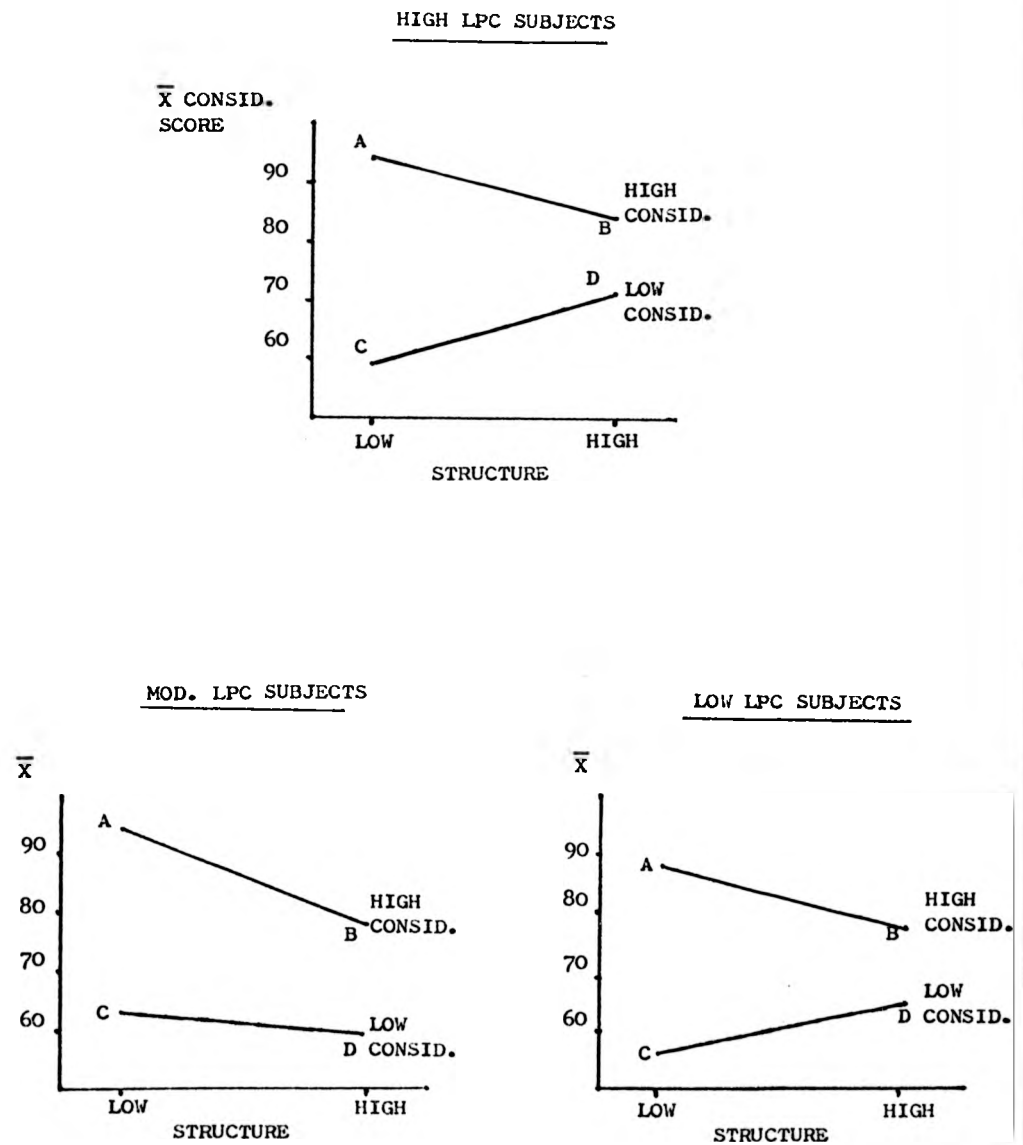 HIGH LPC SUBJECTS
X̄ CONSID.
SCORE
A
90
HIGH
CONSID.
80
B
70
D
LOW
CONSID.
60
C
LOW HIGH
STRUCTURE
MOD. LPC SUBJECTS
X̄
A
90
80
HIGH
CONSID.
B
70
C
60
LOW
D CONSID.
LOW HIGH
STRUCTURE
LOW LPC SUBJECTS
X̄
90
A
80
HIGH
CONSID.
B
70
LOW
D CONSID.
60
C
LOW HIGH
STRUCTURE